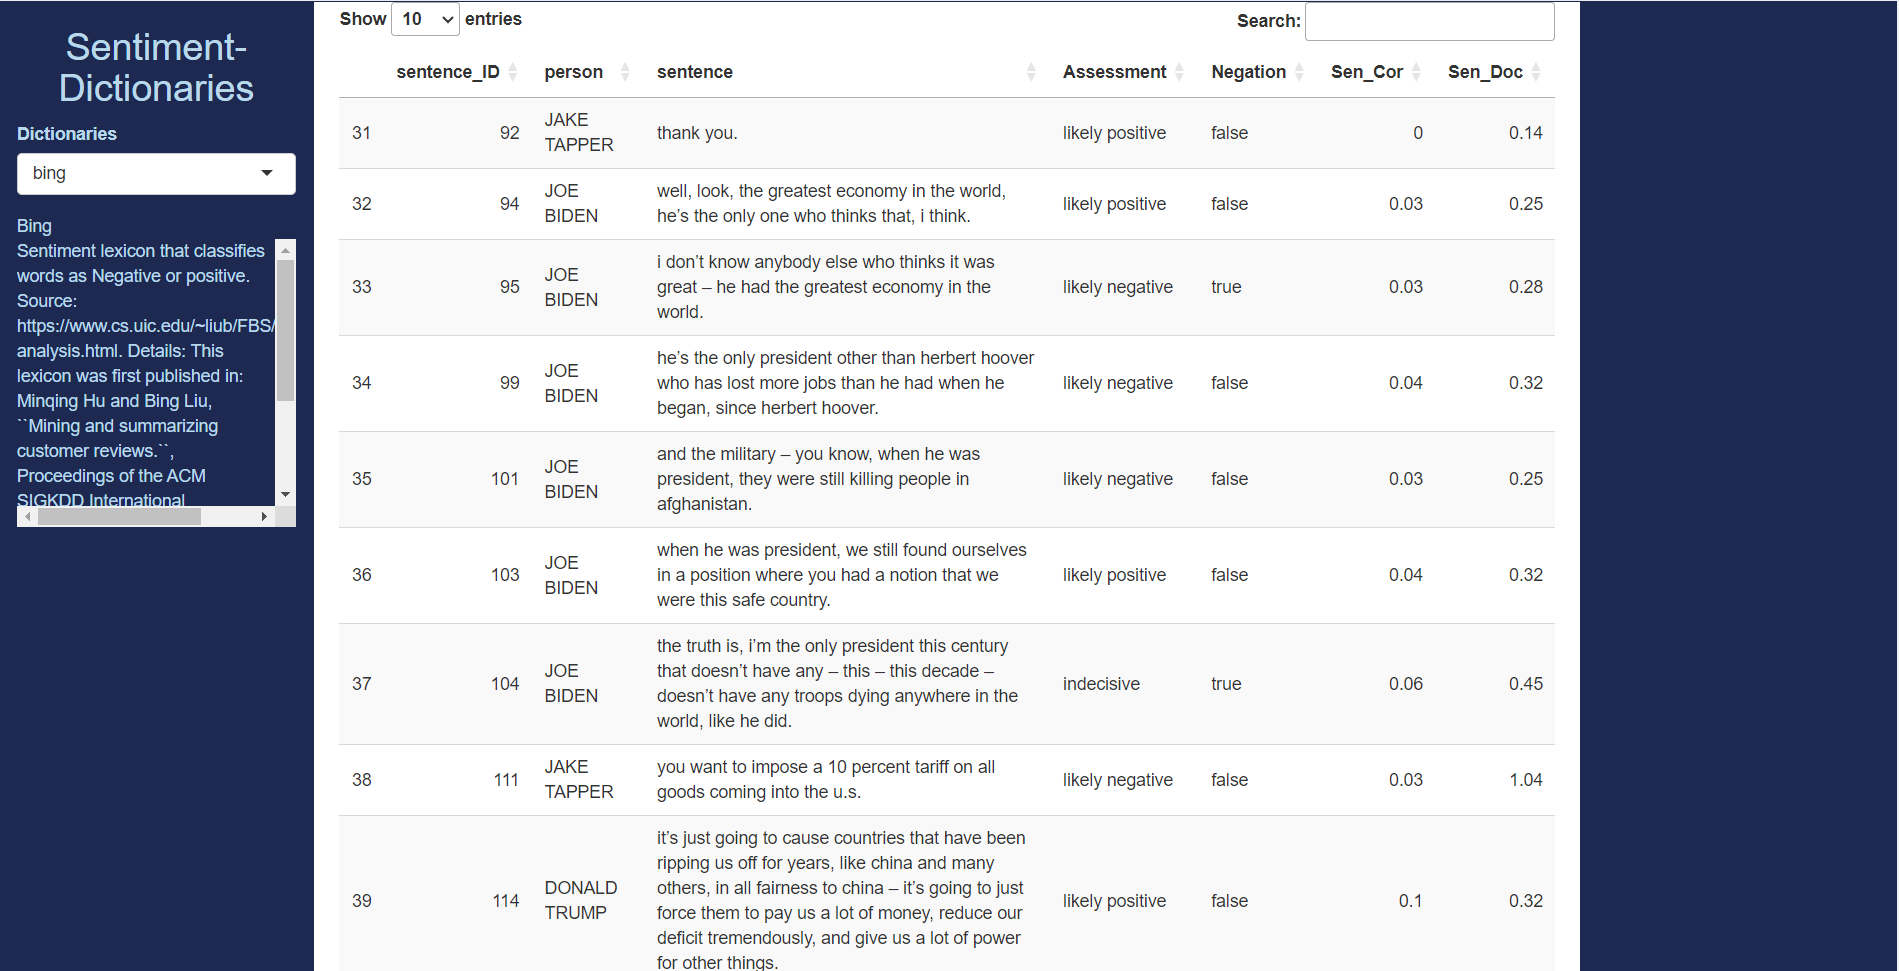 Sentiment-
Dictionaries
Dictionaries
bing
Bing
Sentiment lexicon that classifies
words as Negative or positive.
Source:
https://www.cs.uic.edu/~liub/FBS/
analysis.html. Details: This
lexicon was first published in:
Minqing Hu and Bing Liu,
``Mining and summarizing
customer reviews.``,
Proceedings of the ACM
SIGKDD International
Show 10 entries
Search:
sentence_ID person sentence Assessment Negation Sen_Cor Sen_Doc
31 92 JAKE TAPPER thank you. likely positive false 0 0.14
32 94 JOE BIDEN well, look, the greatest economy in the world,
he’s the only one who thinks that, i think. likely positive false 0.03 0.25
33 95 JOE BIDEN i don’t know anybody else who thinks it was
great – he had the greatest economy in the
world. likely negative true 0.03 0.28
34 99 JOE BIDEN he’s the only president other than herbert hoover
who has lost more jobs than he had when he
began, since herbert hoover. likely negative false 0.04 0.32
35 101 JOE BIDEN and the military – you know, when he was
president, they were still killing people in
afghanistan. likely negative false 0.03 0.25
36 103 JOE BIDEN when he was president, we still found ourselves
in a position where you had a notion that we
were this safe country. likely positive false 0.04 0.32
37 104 JOE BIDEN the truth is, i’m the only president this century
that doesn’t have any – this – this decade –
doesn’t have any troops dying anywhere in the
world, like he did. indecisive true 0.06 0.45
38 111 JAKE TAPPER you want to impose a 10 percent tariff on all
goods coming into the u.s. likely negative false 0.03 1.04
39 114 DONALD TRUMP it’s just going to cause countries that have been
ripping us off for years, like china and many
others, in all fairness to china – it’s going to just
force them to pay us a lot of money, reduce our
deficit tremendously, and give us a lot of power
for other things. likely positive false 0.1 0.32